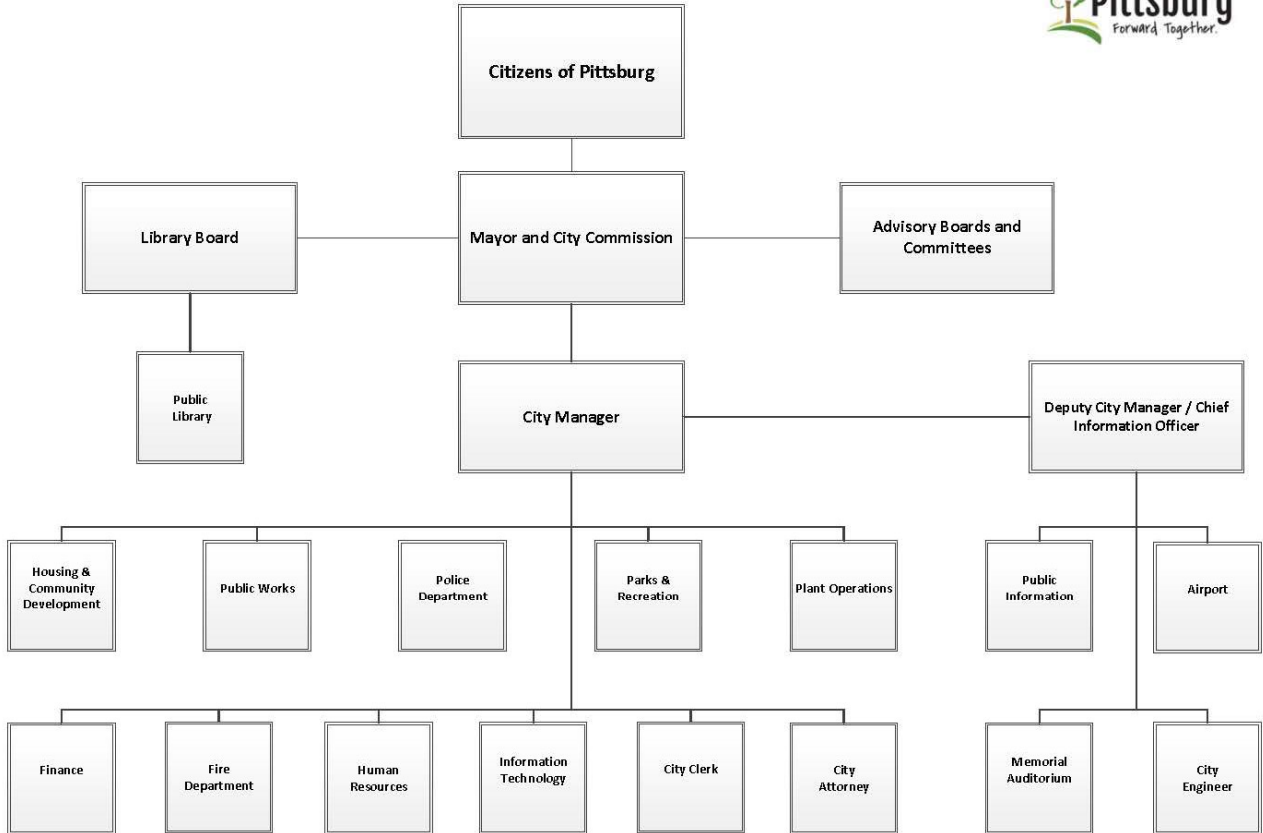 Pittsburg
Forward Together.
Citizens of Pittsburg
Library Board
Mayor and City Commission
Advisory Boards and
Committees
Public
Library
City Manager
Deputy City Manager / Chief
Information Officer
Housing &
Community
Development
Public Works
Police
Department
Parks &
Recreation
Plant Operations
Public
Information
Airport
Finance
Fire
Department
Human
Resources
Information
Technology
City Clerk
City
Attorney
Memorial
Auditorium
City
Engineer